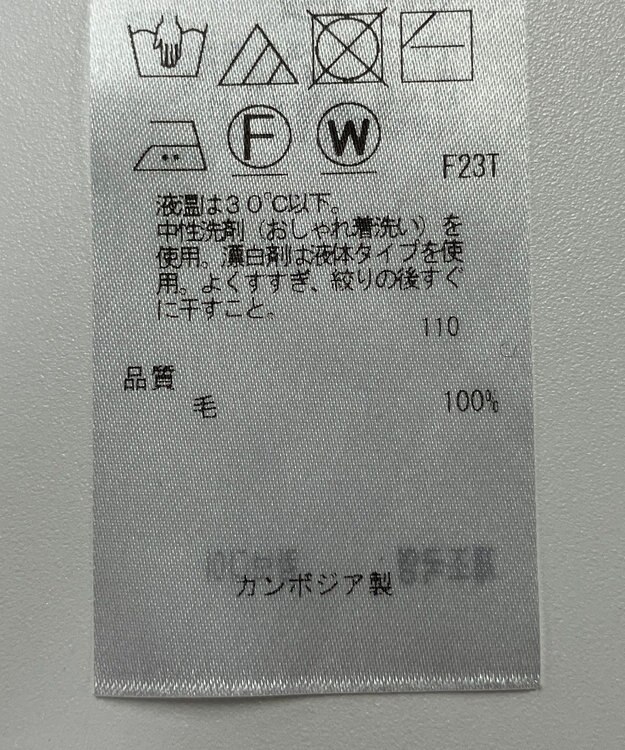 F W
F23T
液温は30℃以下。
中性洗剤（おしゃれ着洗い）を
使用。漂白剤は液体タイプを使
用。よくすすぎ、絞りの後すぐ
に干すこと。
110
品質
毛 100%
カンボジア製